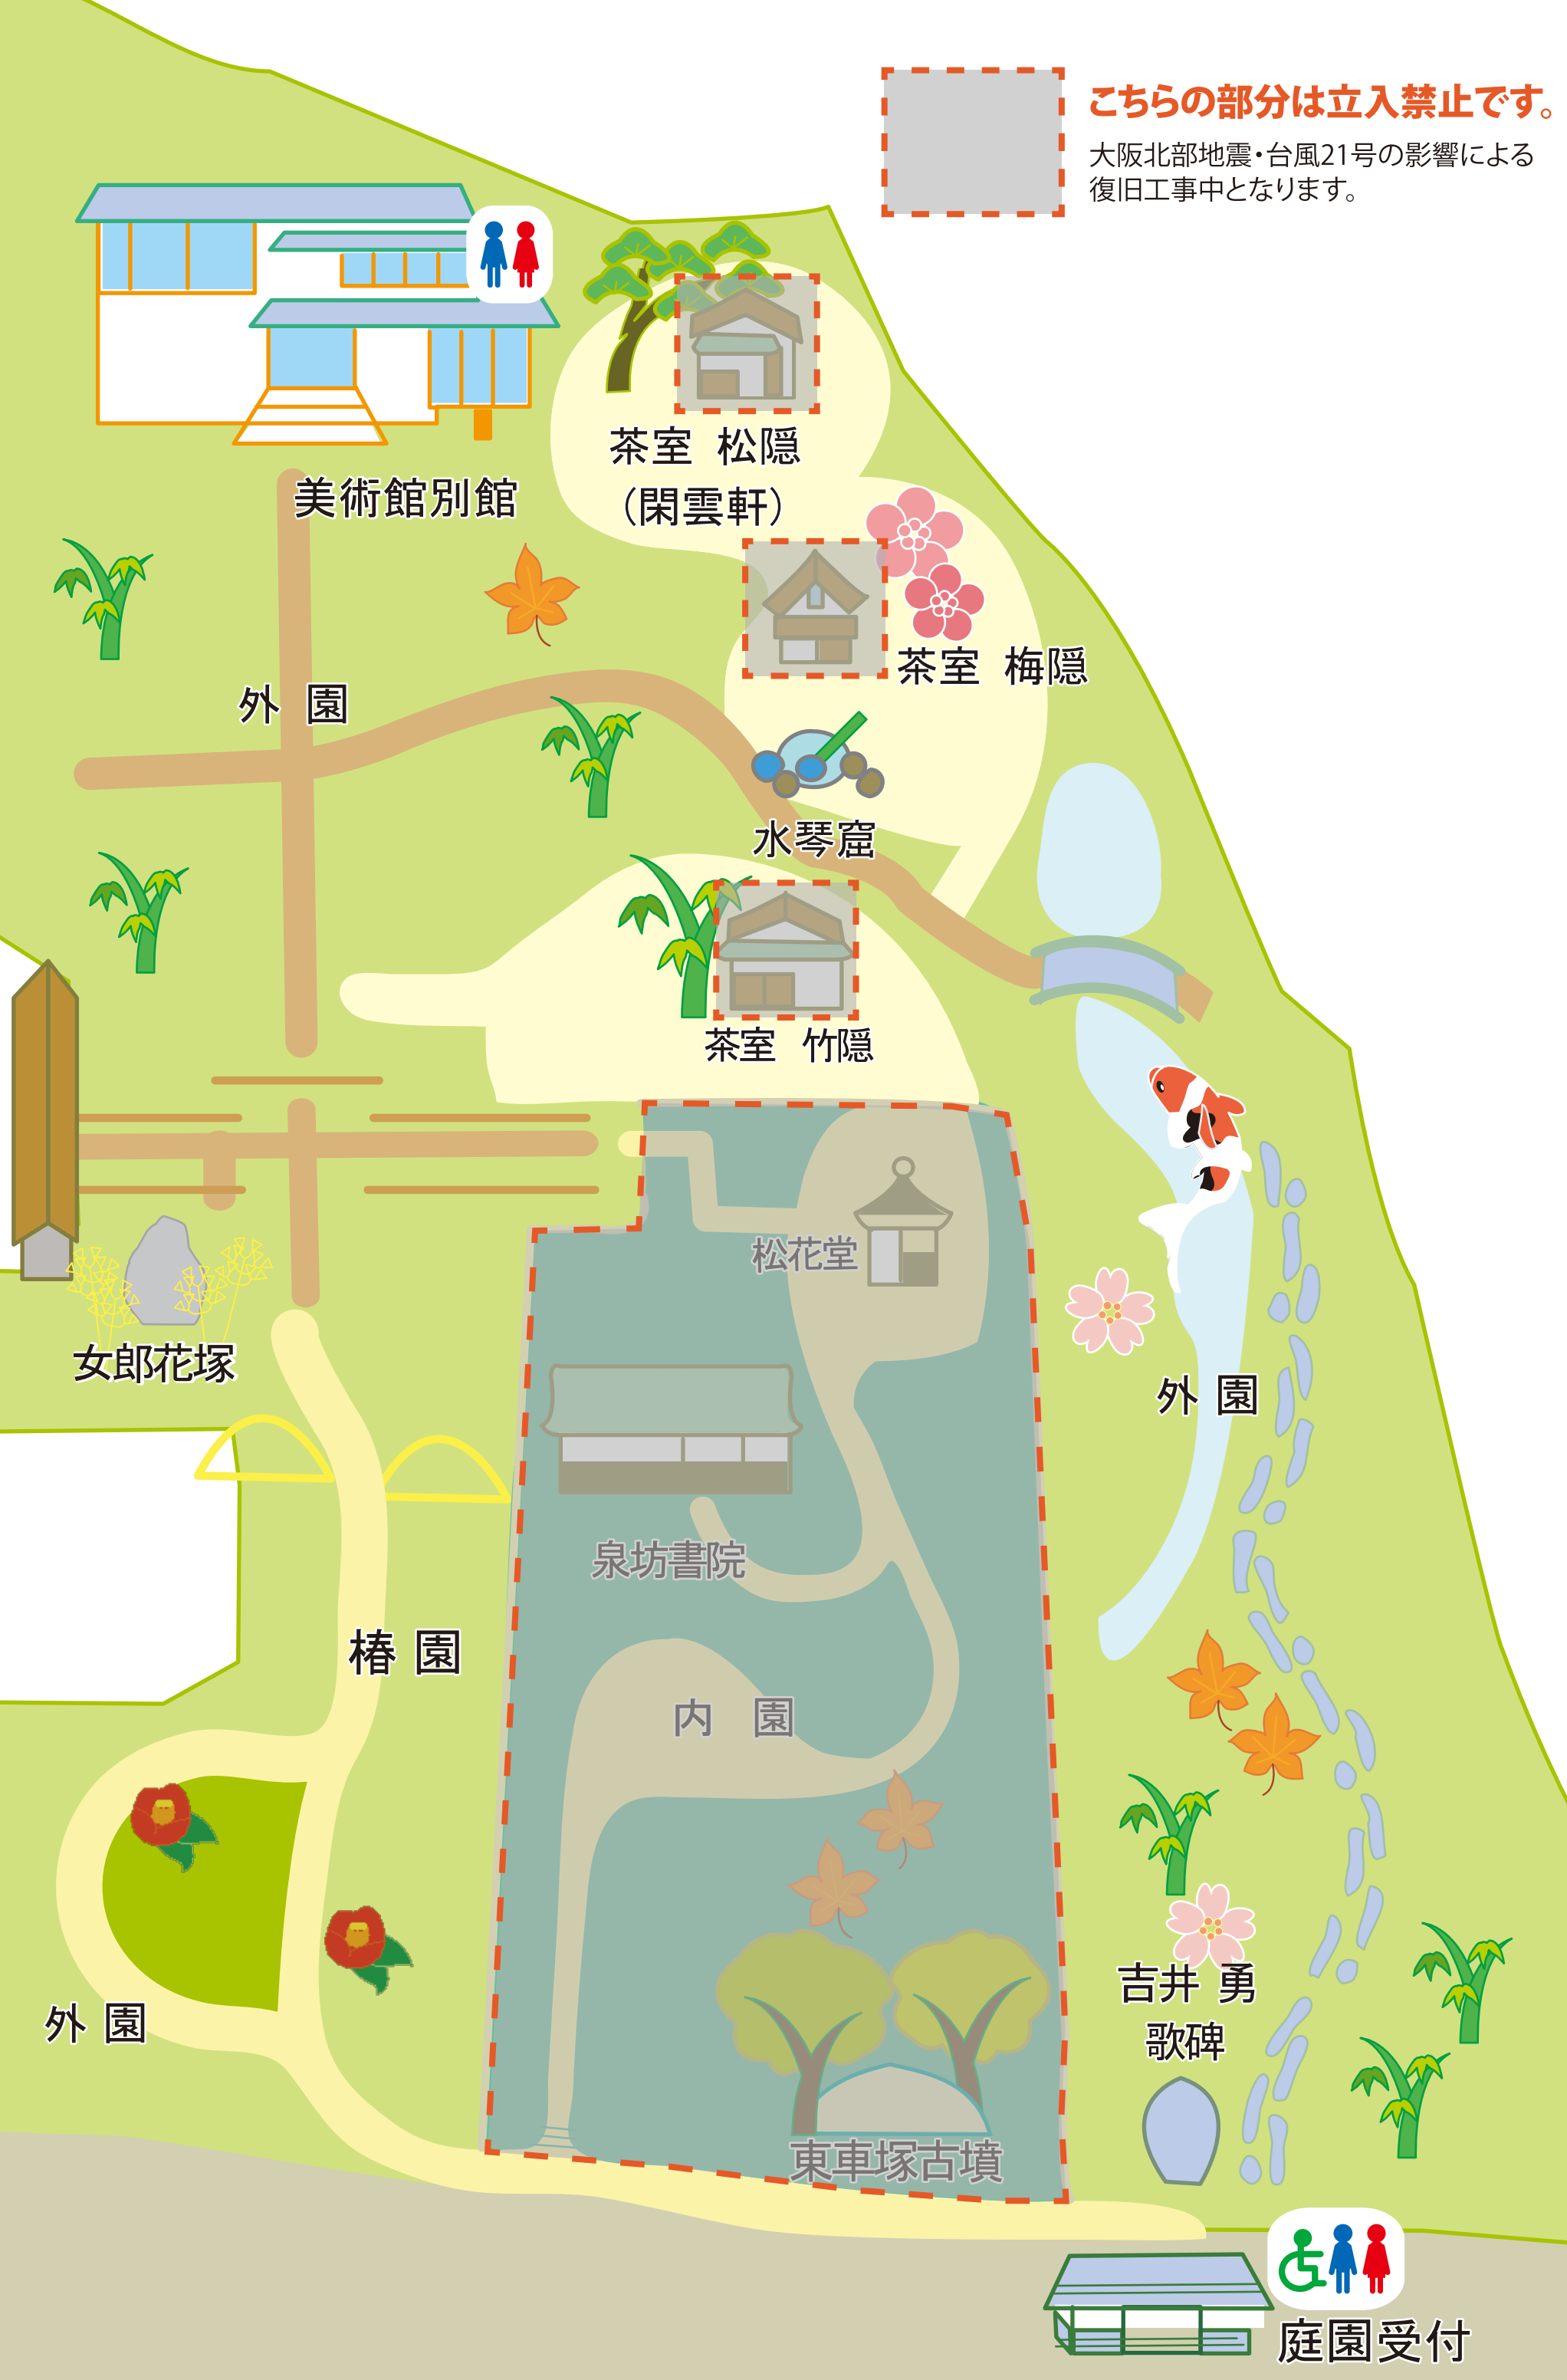 こちらの部分は立入禁止です。
大阪北部地震・台風21号の影響による
復旧工事中となります。
茶室 松隠
（閑雲軒）
美術館別館
茶室 梅隠
外 園
水琴窟
茶室 竹隠
松花堂
女郎花塚
外 園
泉坊書院
椿 園
内 園
吉井 勇
歌碑
外 園
東車塚古墳
庭園受付